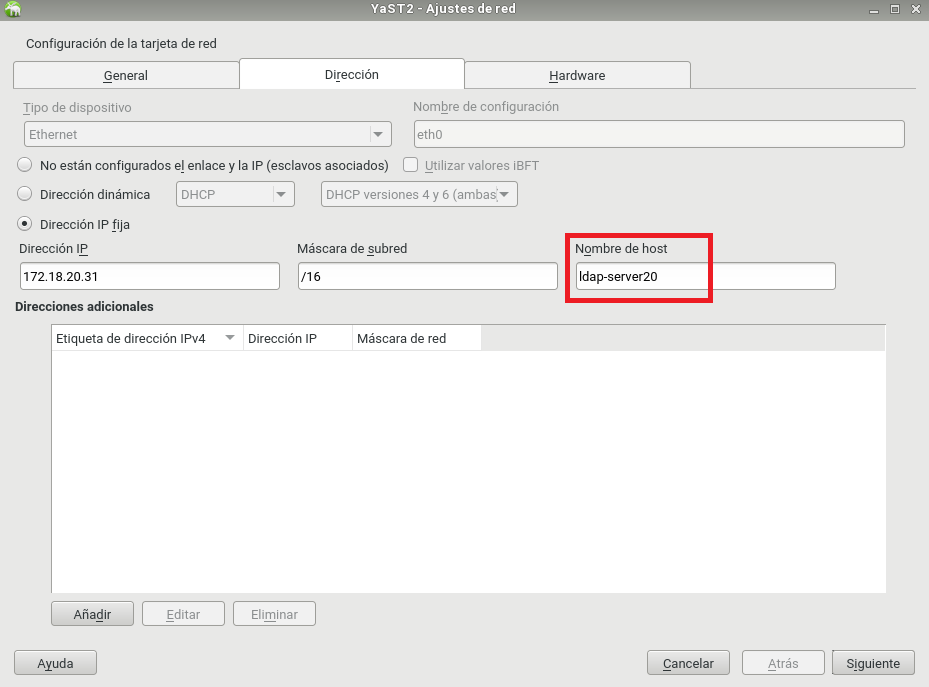 YaST2 - Ajustes de red
Configuración de la tarjeta de red
General Dirección Hardware
Tipo de dispositivo Nombre de configuración
Ethernet eth0
No están configurados el enlace y la IP (esclavos asociados) Utilizar valores iBFT
Dirección dinámica DHCP DHCP versiones 4 y 6 (ambas
Dirección IP fija
Dirección IP Máscara de subred Nombre de host
172.18.20.31 /16 ldap-server20
Direcciones adicionales
Etiqueta de dirección IPv4 Dirección IP Máscara de red
Añadir Editar Eliminar
Ayuda Cancelar Atrás Siguiente